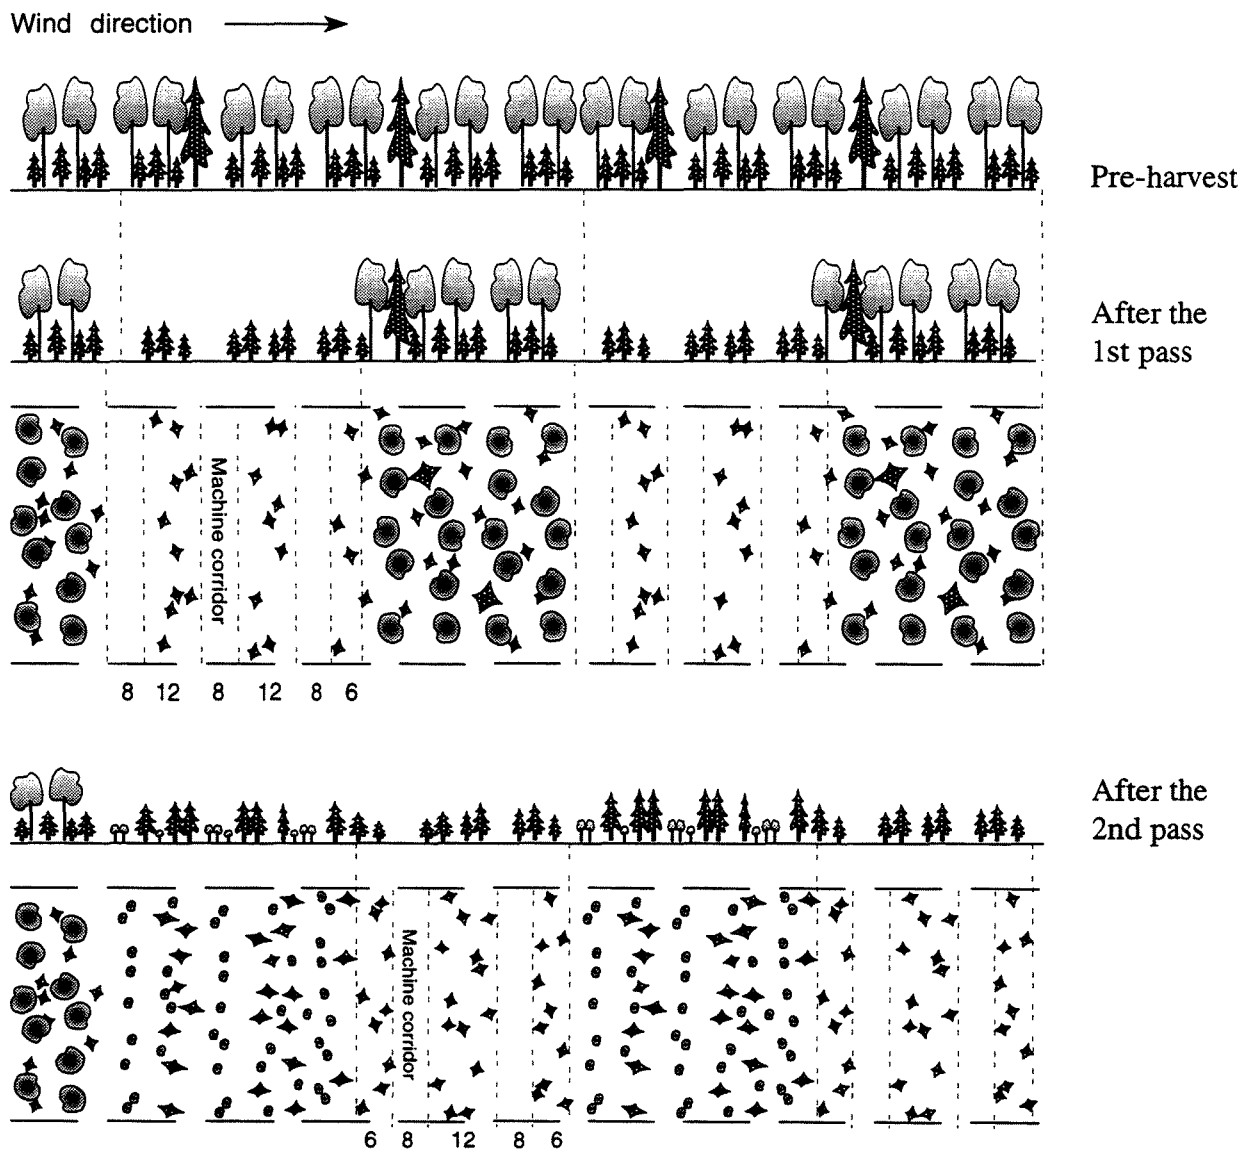 Wind direction
Pre-harvest
After the
1st pass
Machine corridor
8 12 8 12 8 6
After the
2nd pass
Machine corridor
6 8 12 8 6